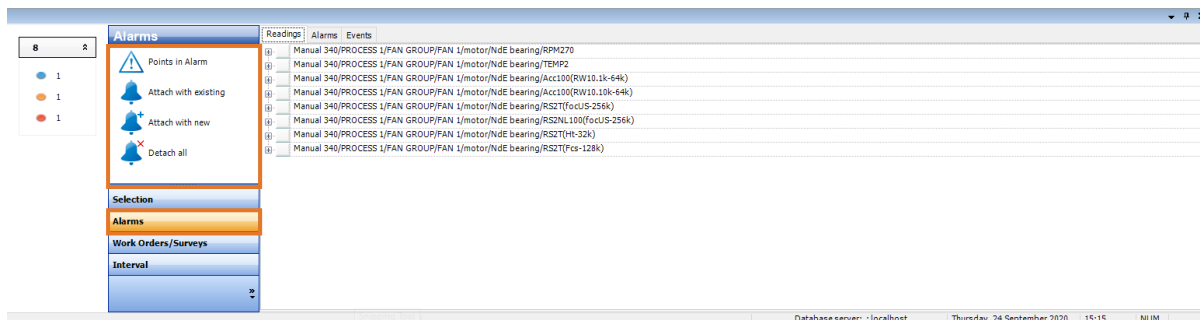 8
1
1
1
Alarms
Points in Alarm
Attach with existing
Attach with new
Detach all
Selection
Alarms
Work Orders/Surveys
Interval
Readings Alarms Events
Manual 340/PROCESS 1/FAN GROUP/FAN 1/motor/NdE bearing/RPM270
Manual 340/PROCESS 1/FAN GROUP/FAN 1/motor/NdE bearing/TEMP2
Manual 340/PROCESS 1/FAN GROUP/FAN 1/motor/NdE bearing/Acc100(RW10.1k-64k)
Manual 340/PROCESS 1/FAN GROUP/FAN 1/motor/NdE bearing/Acc100(RW10.10k-64k)
Manual 340/PROCESS 1/FAN GROUP/FAN 1/motor/NdE bearing/RS2T(focUS-256k)
Manual 340/PROCESS 1/FAN GROUP/FAN 1/motor/NdE bearing/RS2NL100(focUS-256k)
Manual 340/PROCESS 1/FAN GROUP/FAN 1/motor/NdE bearing/RS2T(Ht-32k)
Manual 340/PROCESS 1/FAN GROUP/FAN 1/motor/NdE bearing/RS2T(Fcs-128k)
Database server: : localhost Thursday, 24 September 2020 15:15 NUM